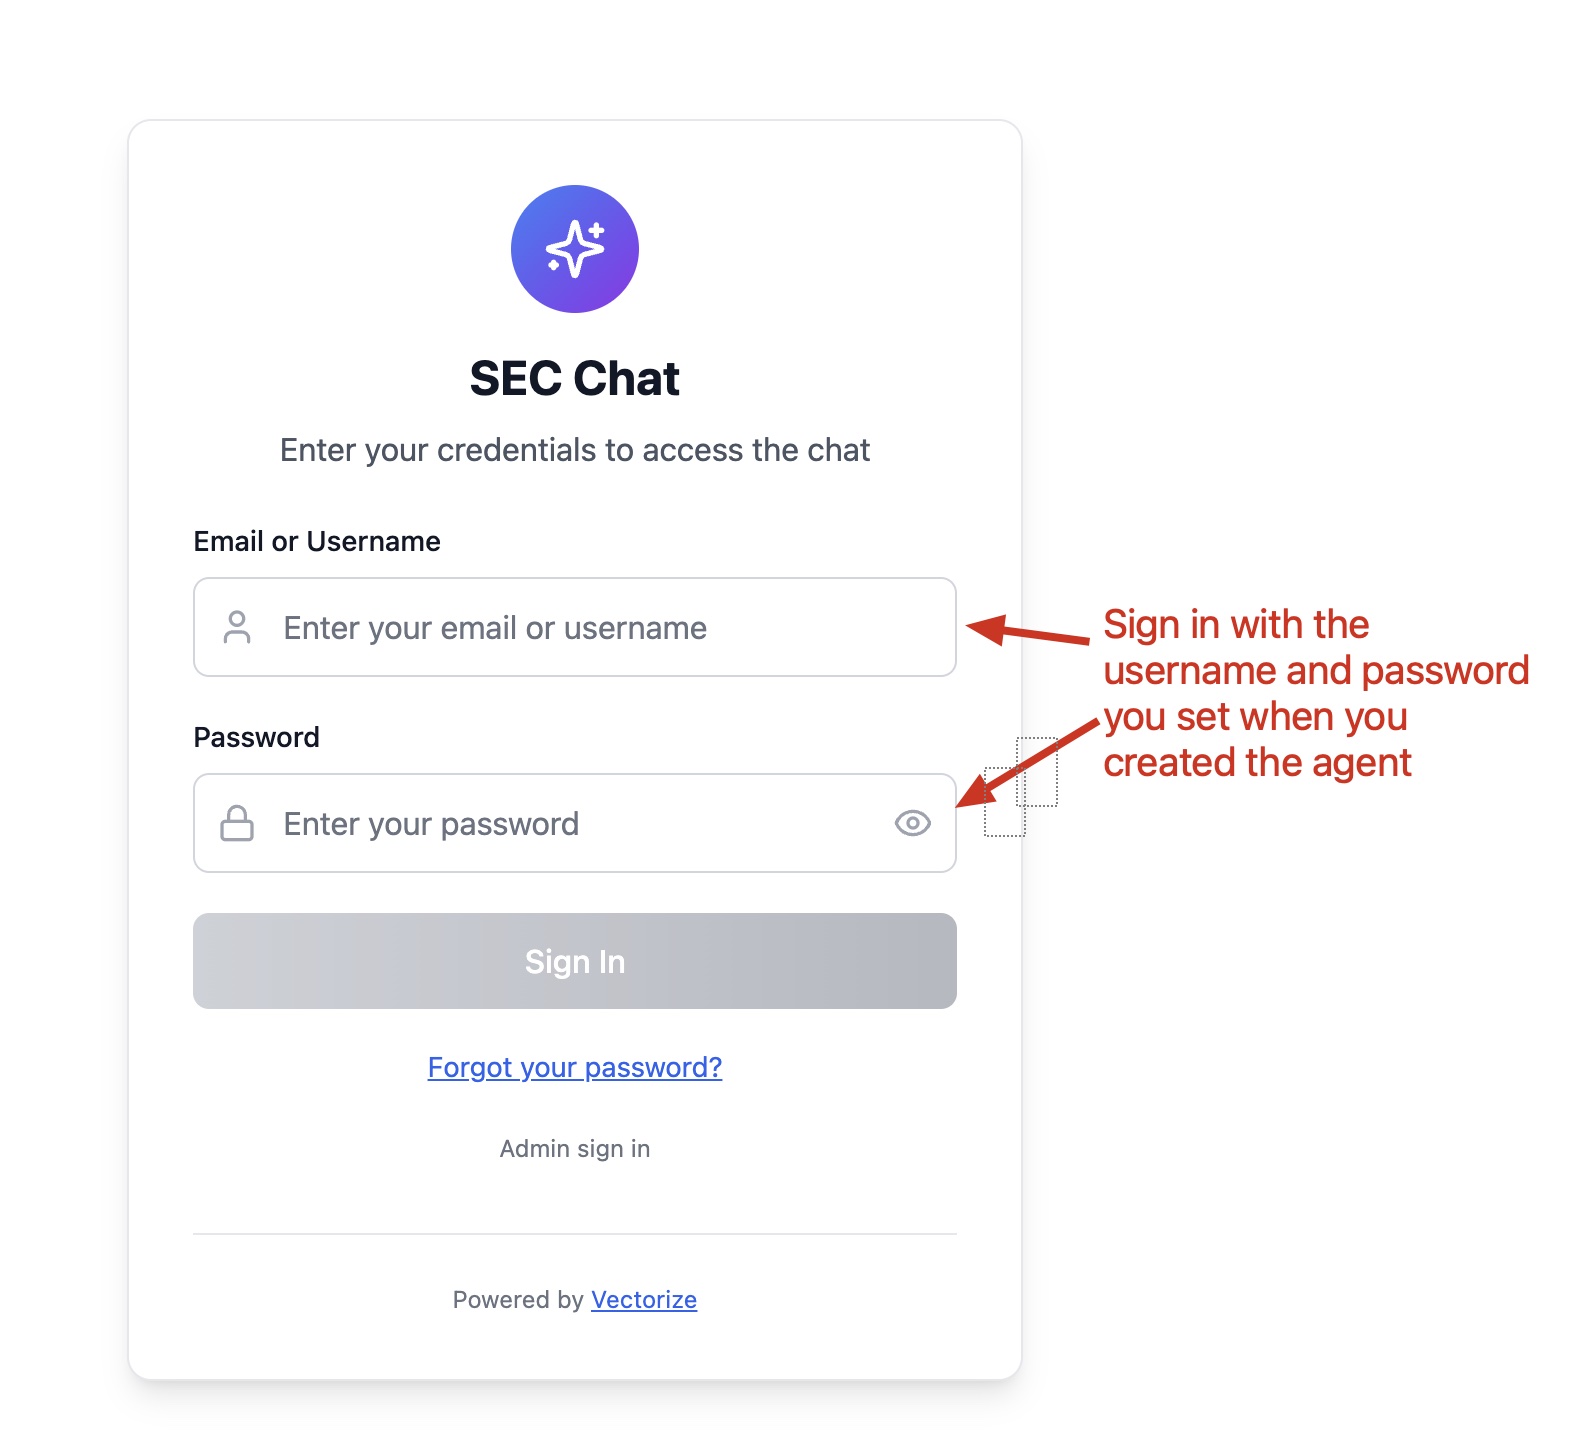 SEC Chat
Enter your credentials to access the chat
Email or Username
Enter your email or username
Sign in with the
username and password
you set when you
created the agent
Password
Enter your password
Sign In
Forgot your password?
Admin sign in
Powered by Vectorize